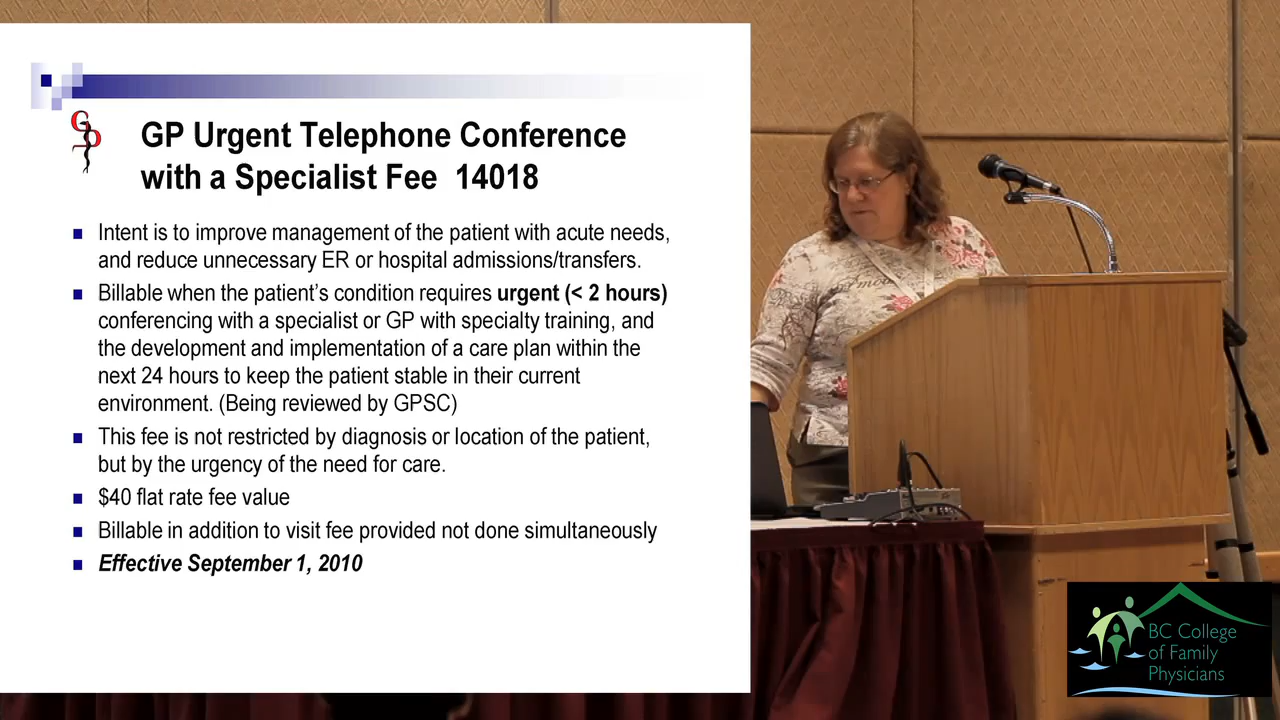 GP Urgent Telephone Conference
with a Specialist Fee 14018
Intent is to improve management of the patient with acute needs,
and reduce unnecessary ER or hospital admissions/transfers.
Billable when the patient's condition requires urgent (< 2 hours)
conferencing with a specialist or GP with specialty training, and
the development and implementation of a care plan within the
next 24 hours to keep the patient stable in their current
environment. (Being reviewed by GPSC)
This fee is not restricted by diagnosis or location of the patient,
but by the urgency of the need for care.
$40 flat rate fee value
Billable in addition to visit fee provided not done simultaneously
Effective September 1, 2010
BC College
of Family
Physicians